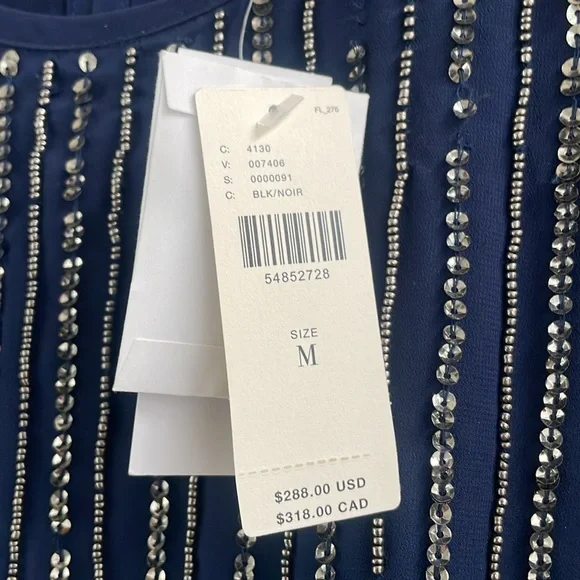 FL_276
C: 4130
V: 007406
S: 0000091
C: BLK/NOIR
54852728
SIZE
M
$288.00 USD
$318.00 CAD